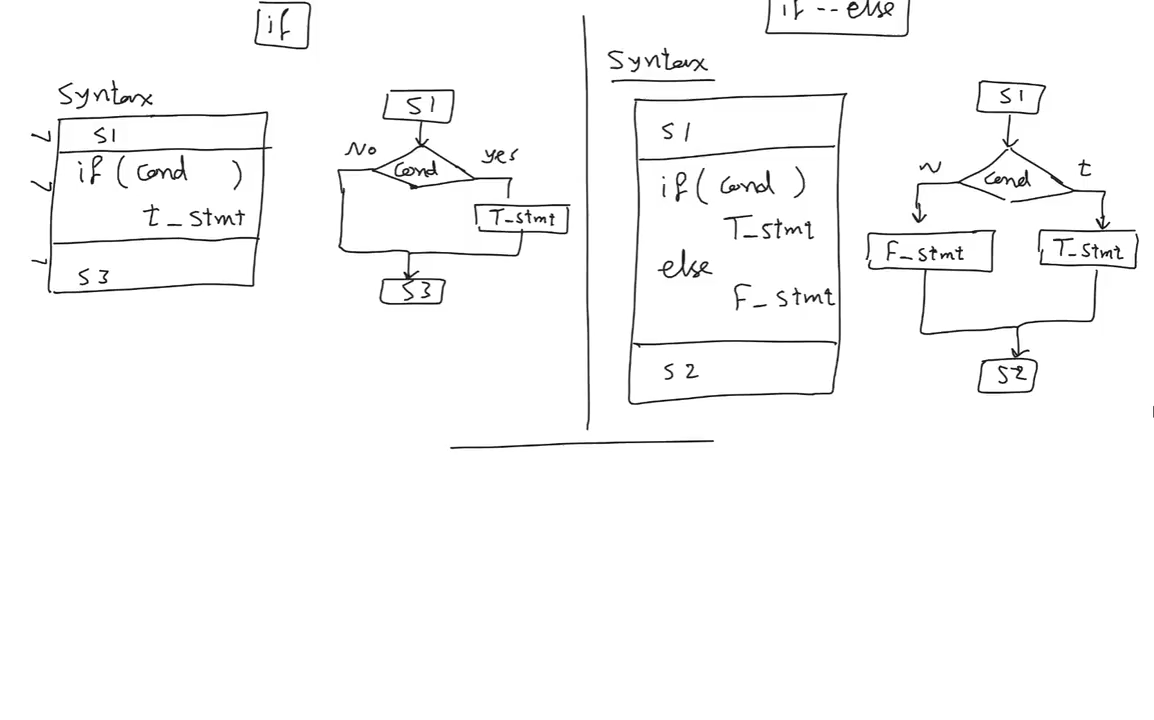 if
Syntax
S1
if ( cond )
t_stmt
S3
S1
No
yes
cond
T_stmt
S3
if -- else
Syntax
S1
if ( cond )
T_stmt
else
F_stmt
S2
S1
N
t
cond
F_stmt
T_stmt
S2